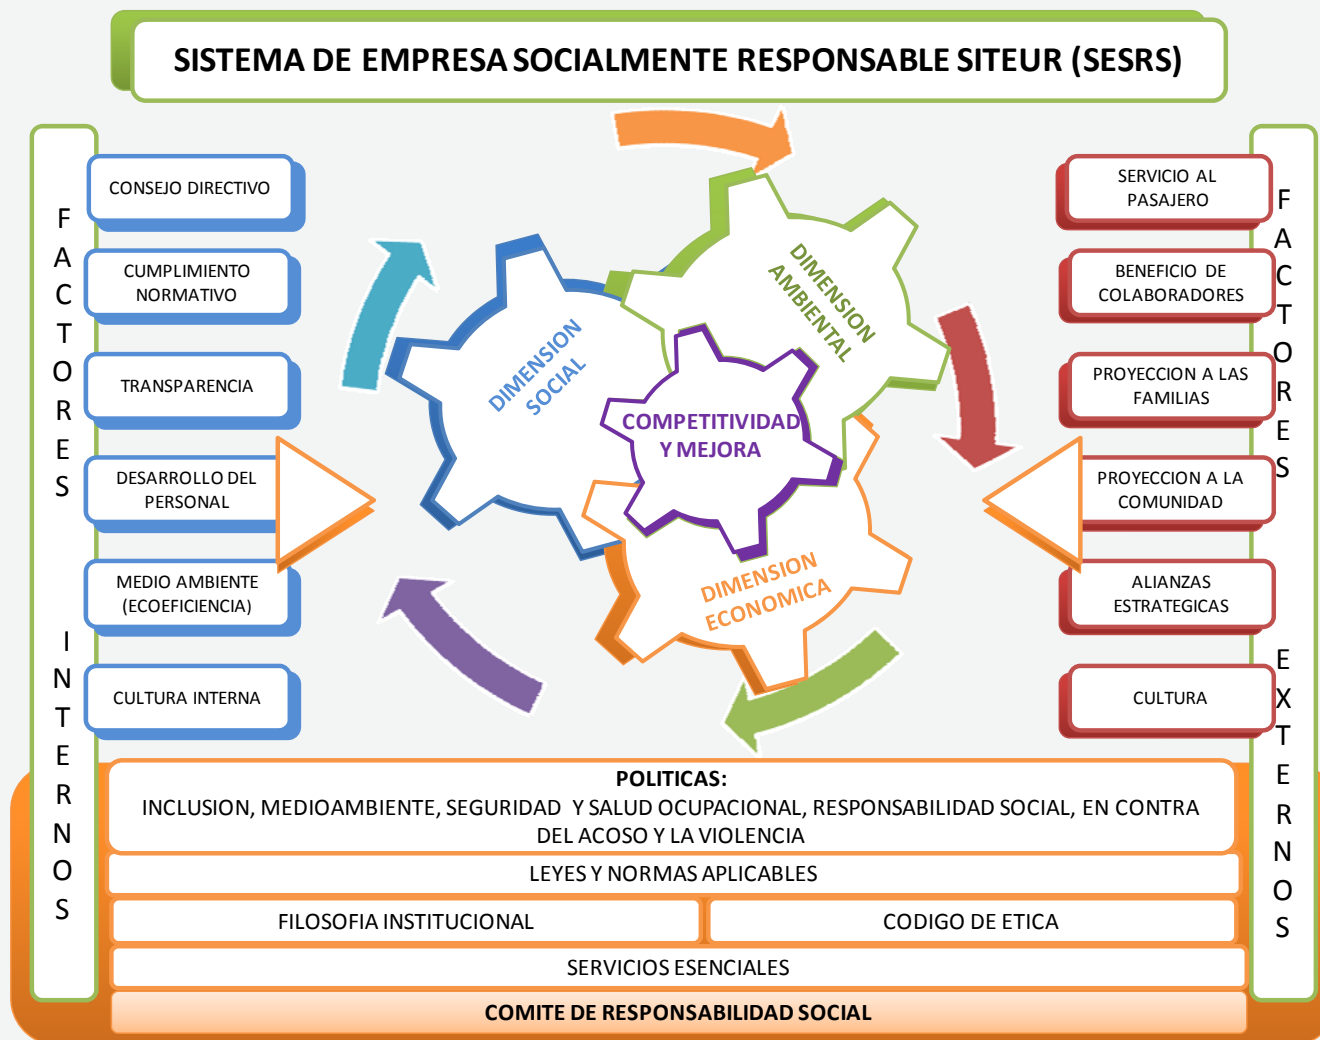 SISTEMA DE EMPRESA SOCIALMENTE RESPONSABLE SITEUR (SESRS)
FACTORES INTERNOS
CONSEJO DIRECTIVO
CUMPLIMIENTO
NORMATIVO
TRANSPARENCIA
DESARROLLO DEL
PERSONAL
MEDIO AMBIENTE
(ECOEFICIENCIA)
CULTURA INTERNA
DIMENSION
SOCIAL
DIMENSION
AMBIENTAL
COMPETITIVIDAD
Y MEJORA
DIMENSION
ECONOMICA
SERVICIO AL
PASAJERO
BENEFICIO DE
COLABORADORES
PROYECCION A LAS
FAMILIAS
PROYECCION A LA
COMUNIDAD
ALIANZAS
ESTRATEGICAS
CULTURA
FACTORES EXTERNOS
POLITICAS:
INCLUSION, MEDIOAMBIENTE, SEGURIDAD Y SALUD OCUPACIONAL, RESPONSABILIDAD SOCIAL, EN CONTRA
DEL ACOSO Y LA VIOLENCIA
LEYES Y NORMAS APLICABLES
FILOSOFIA INSTITUCIONAL
CODIGO DE ETICA
SERVICIOS ESENCIALES
COMITE DE RESPONSABILIDAD SOCIAL